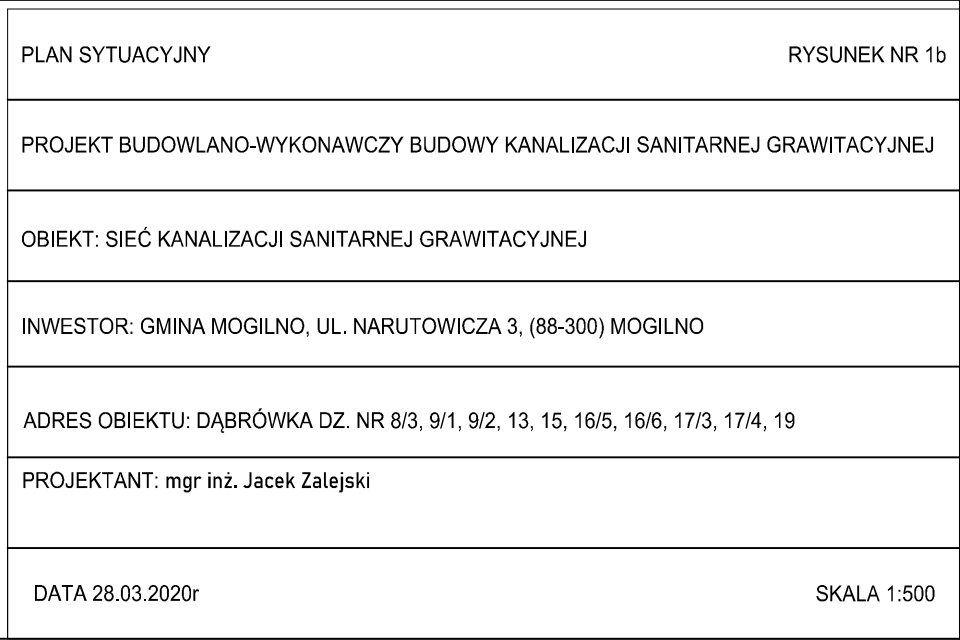 PLAN SYTUACYJNY RYSUNEK NR 1b
PROJEKT BUDOWLANO-WYKONAWCZY BUDOWY KANALIZACJI SANITARNEJ GRAWITACYJNEJ
OBIEKT: SIEĆ KANALIZACJI SANITARNEJ GRAWITACYJNEJ
INWESTOR: GMINA MOGILNO, UL. NARUTOWICZA 3, (88-300) MOGILNO
ADRES OBIEKTU: DĄBRÓWKA DZ. NR 8/3, 9/1, 9/2, 13, 15, 16/5, 16/6, 17/3, 17/4, 19
PROJEKTANT: mgr inż. Jacek Zalejski
DATA 28.03.2020r SKALA 1:500